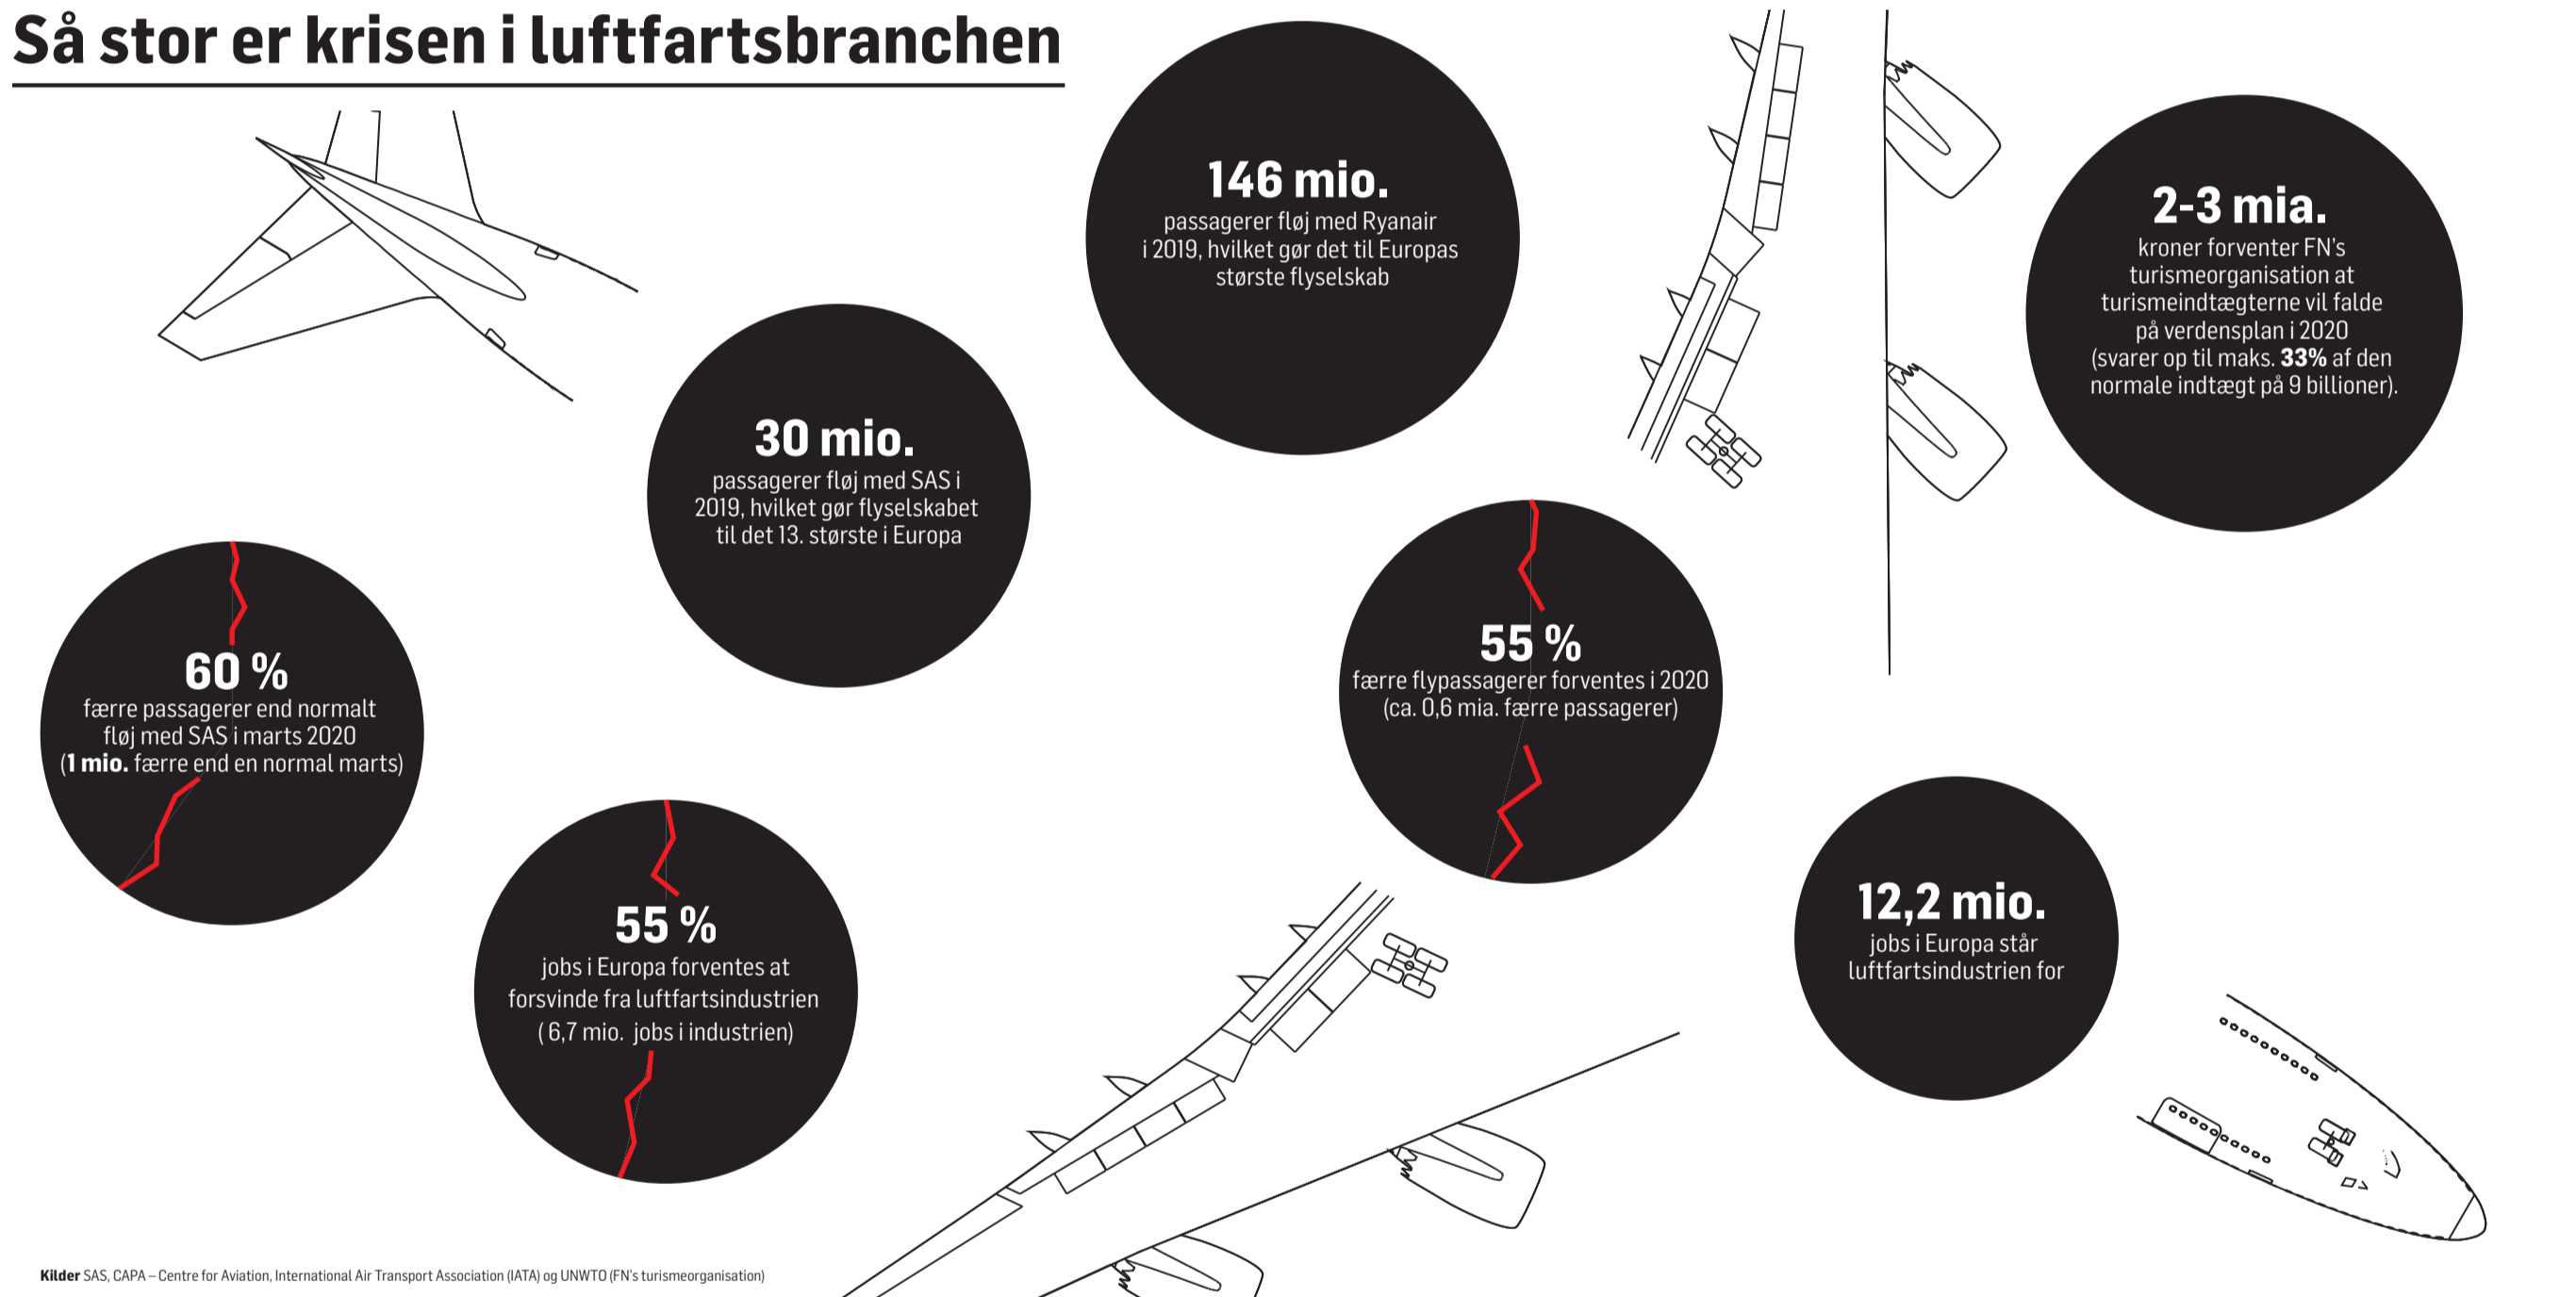 Så stor er krisen i luftfartsbranchen
146 mio.
passagerer fløj med Ryanair
i 2019, hvilket gør det til Europas
største flyselskab
2-3 mia.
kroner forventer FN's
turismeorganisation at
turismeindtægterne vil falde
på verdensplan i 2020
(svarer op til maks. 33% af den
normale indtægt på 9 billioner).
30 mio.
passagerer fløj med SAS i
2019, hvilket gør flyselskabet
til det 13. største i Europa
60 %
færre passagerer end normalt
fløj med SAS i marts 2020
(1 mio. færre end en normal marts)
55 %
færre flypassagerer forventes i 2020
(ca. 0,6 mia. færre passagerer)
55 %
jobs i Europa forventes at
forsvinde fra luftfartsindustrien
( 6,7 mio. jobs i industrien)
12,2 mio.
jobs i Europa står
luftfartsindustrien for
Kilder SAS, CAPA – Centre for Aviation, International Air Transport Association (IATA) og UNWTO (FN's turismeorganisation)